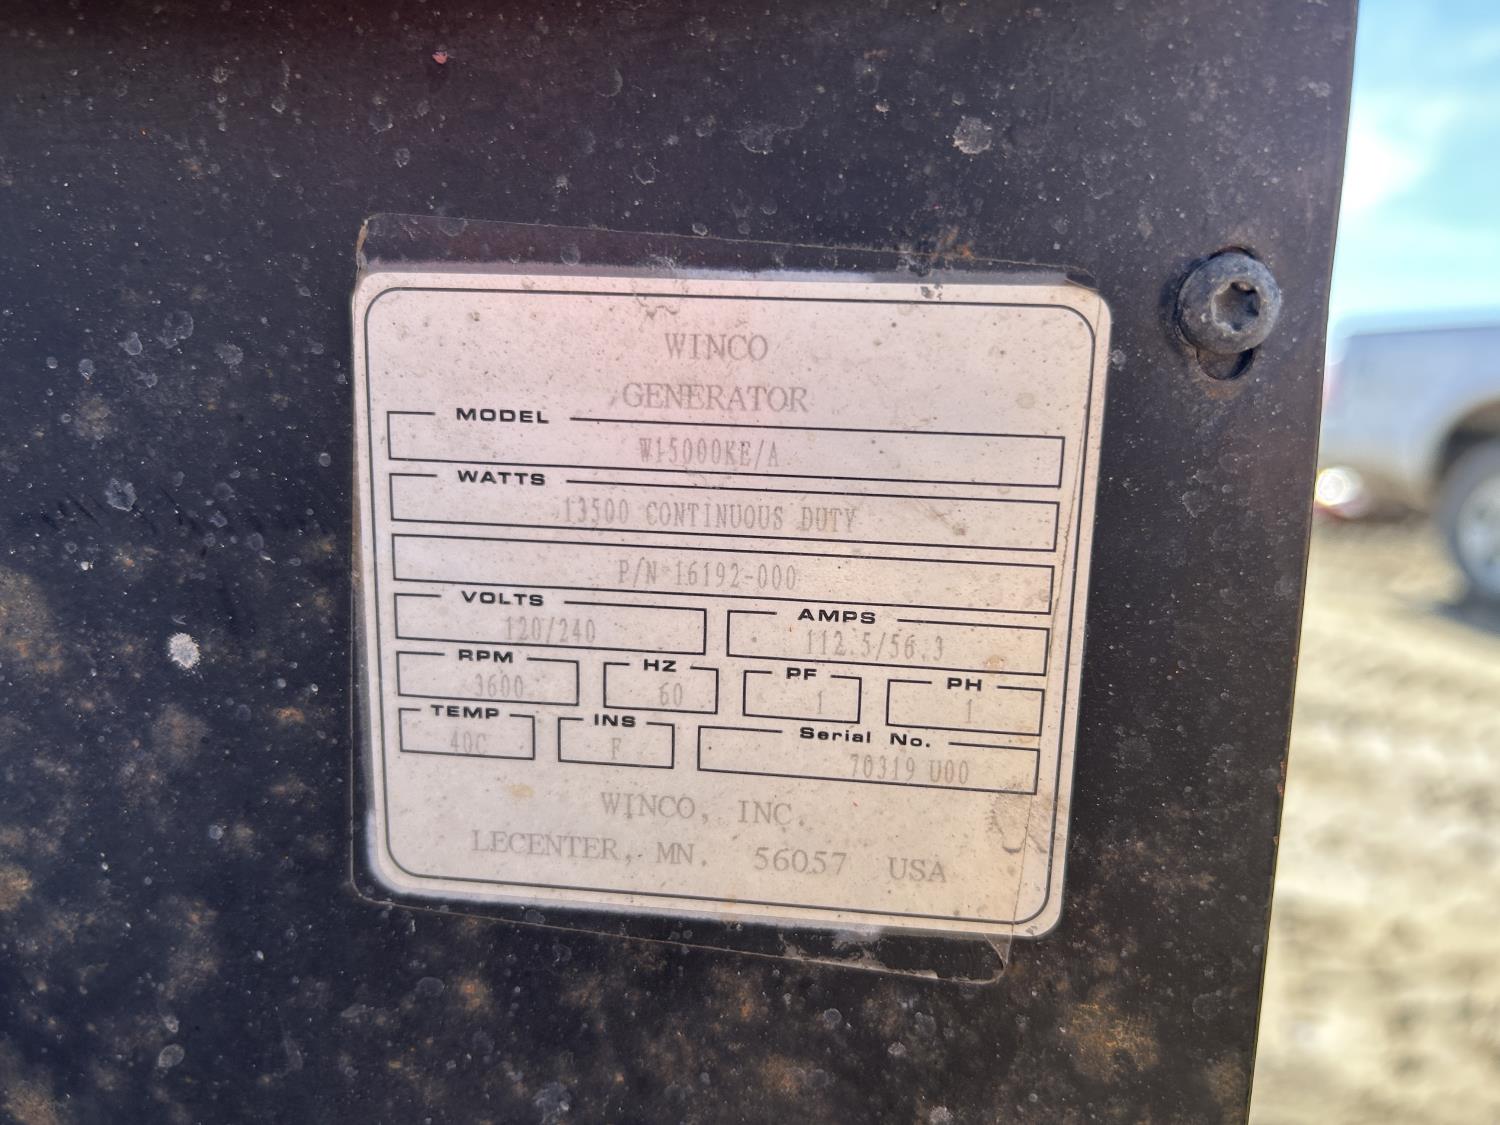 WINCO
GENERATOR
MODEL
W15000KE/A
WATTS
13500 CONTINUOUS DUTY
P/N 16192-000
VOLTS AMPS
120/240 112.5/56.3
RPM HZ PF PH
3600 60 1 1
TEMP INS Serial No.
40C F 70319 U00
WINCO, INC.
LECENTER, MN. 56057 USA